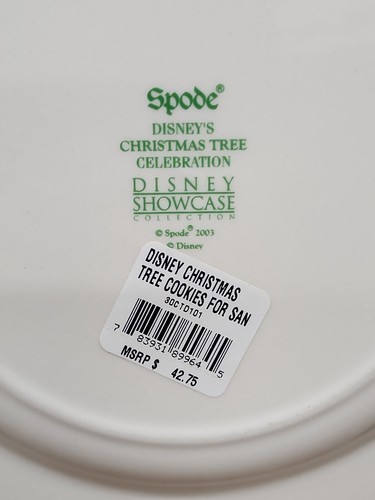 Spode®
DISNEY'S
CHRISTMAS TREE
CELEBRATION
DISNEY
SHOWCASE
COLLECTION
© Spode® 2003
© Disney
DISNEY CHRISTMAS
TREE COOKIES FOR SAN
30CTD101
7 83931 89964 5
MSRP $ 42.75